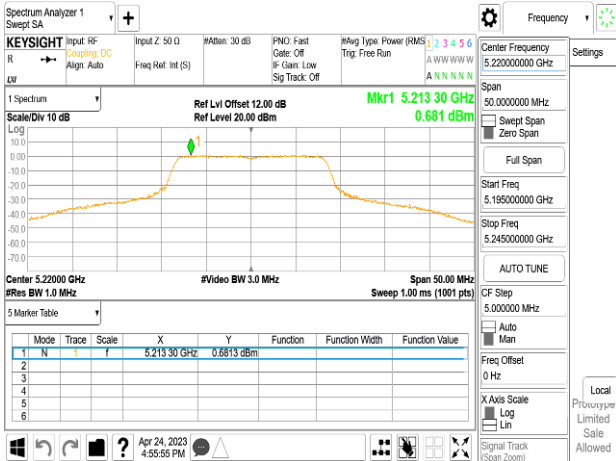 Spectrum Analyzer 1
Swept SA
+
Frequency
Settings
KEYSIGHT
R
LXI
Input: RF
Coupling: DC
Align: Auto
Input Z: 50 Ω
Freq Ref: Int (S)
#Atten: 30 dB
PNO: Fast
Gate: Off
IF Gain: Low
Sig Track: Off
#Avg Type: Power (RMS
Trig: Free Run
1 2 3 4 5 6
A WWWWW
A N N N N N
1 Spectrum
Scale/Div 10 dB
Ref Lvl Offset 12.00 dB
Ref Level 20.00 dBm
Mkr1 5.213 30 GHz
0.681 dBm
Log
10.0
0.00
-10.0
-20.0
-30.0
-40.0
-50.0
-60.0
-70.0
1
Center 5.22000 GHz
#Res BW 1.0 MHz
#Video BW 3.0 MHz
Span 50.00 MHz
Sweep 1.00 ms (1001 pts)
5 Marker Table
Mode Trace Scale X Y Function Function Width Function Value
1 N 1 f 5.213 30 GHz 0.6813 dBm
2
3
4
5
6
Center Frequency
5.220000000 GHz
Span
50.0000000 MHz
Swept Span
Zero Span
Full Span
Start Freq
5.195000000 GHz
Stop Freq
5.245000000 GHz
AUTO TUNE
CF Step
5.000000 MHz
Auto
Man
Freq Offset
0 Hz
X Axis Scale
Log
Lin
Signal Track
(Span Zoom)
Local
Prototype
Limited
Sale
Allowed
?
Apr 24, 2023
4:55:55 PM